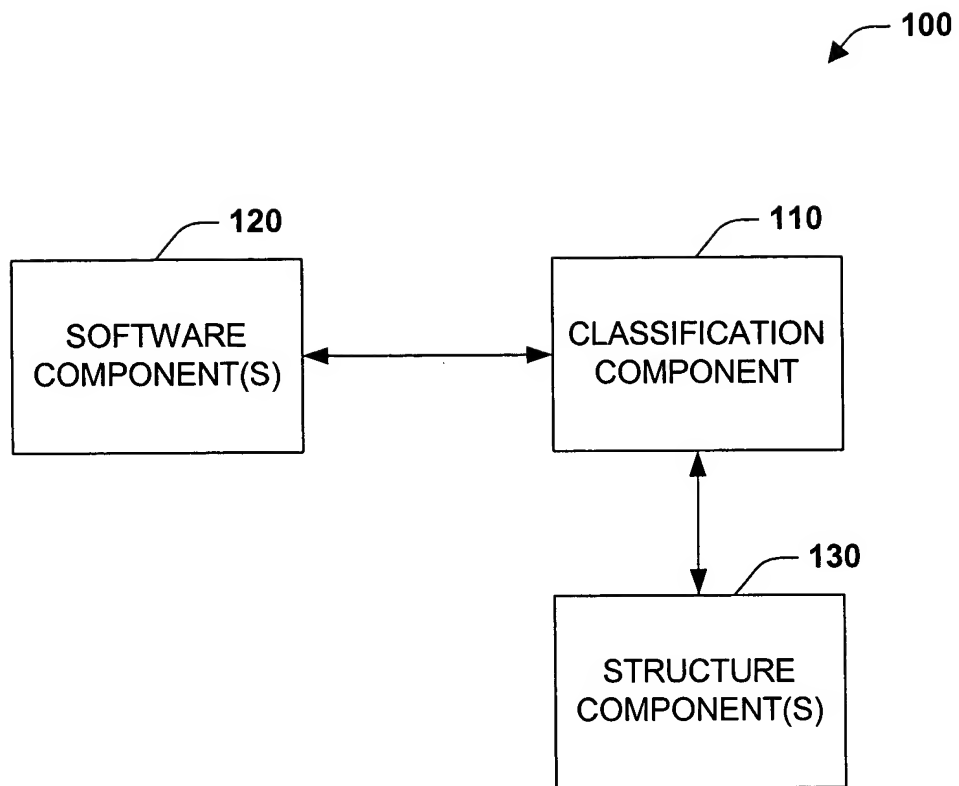 100
120
110
SOFTWARE
COMPONENT(S)
CLASSIFICATION
COMPONENT
130
STRUCTURE
COMPONENT(S)